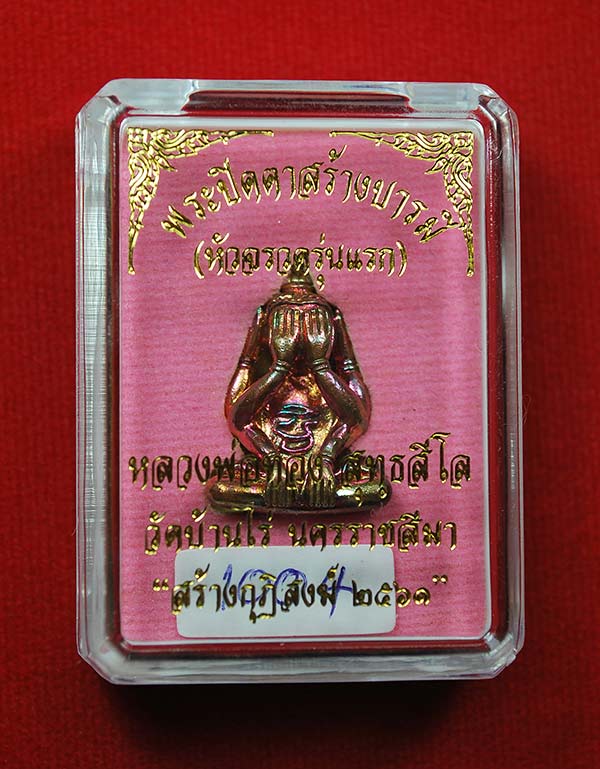 พระปิดตาสร้างบารมี
(หัวจรวดรุ่นแรก)
หลวงพ่อทอง สุทธสีโล
วัดบ้านไร่ นครราชสีมา
"สร้างกุฏิสงฆ์ ๒๕๖๑"